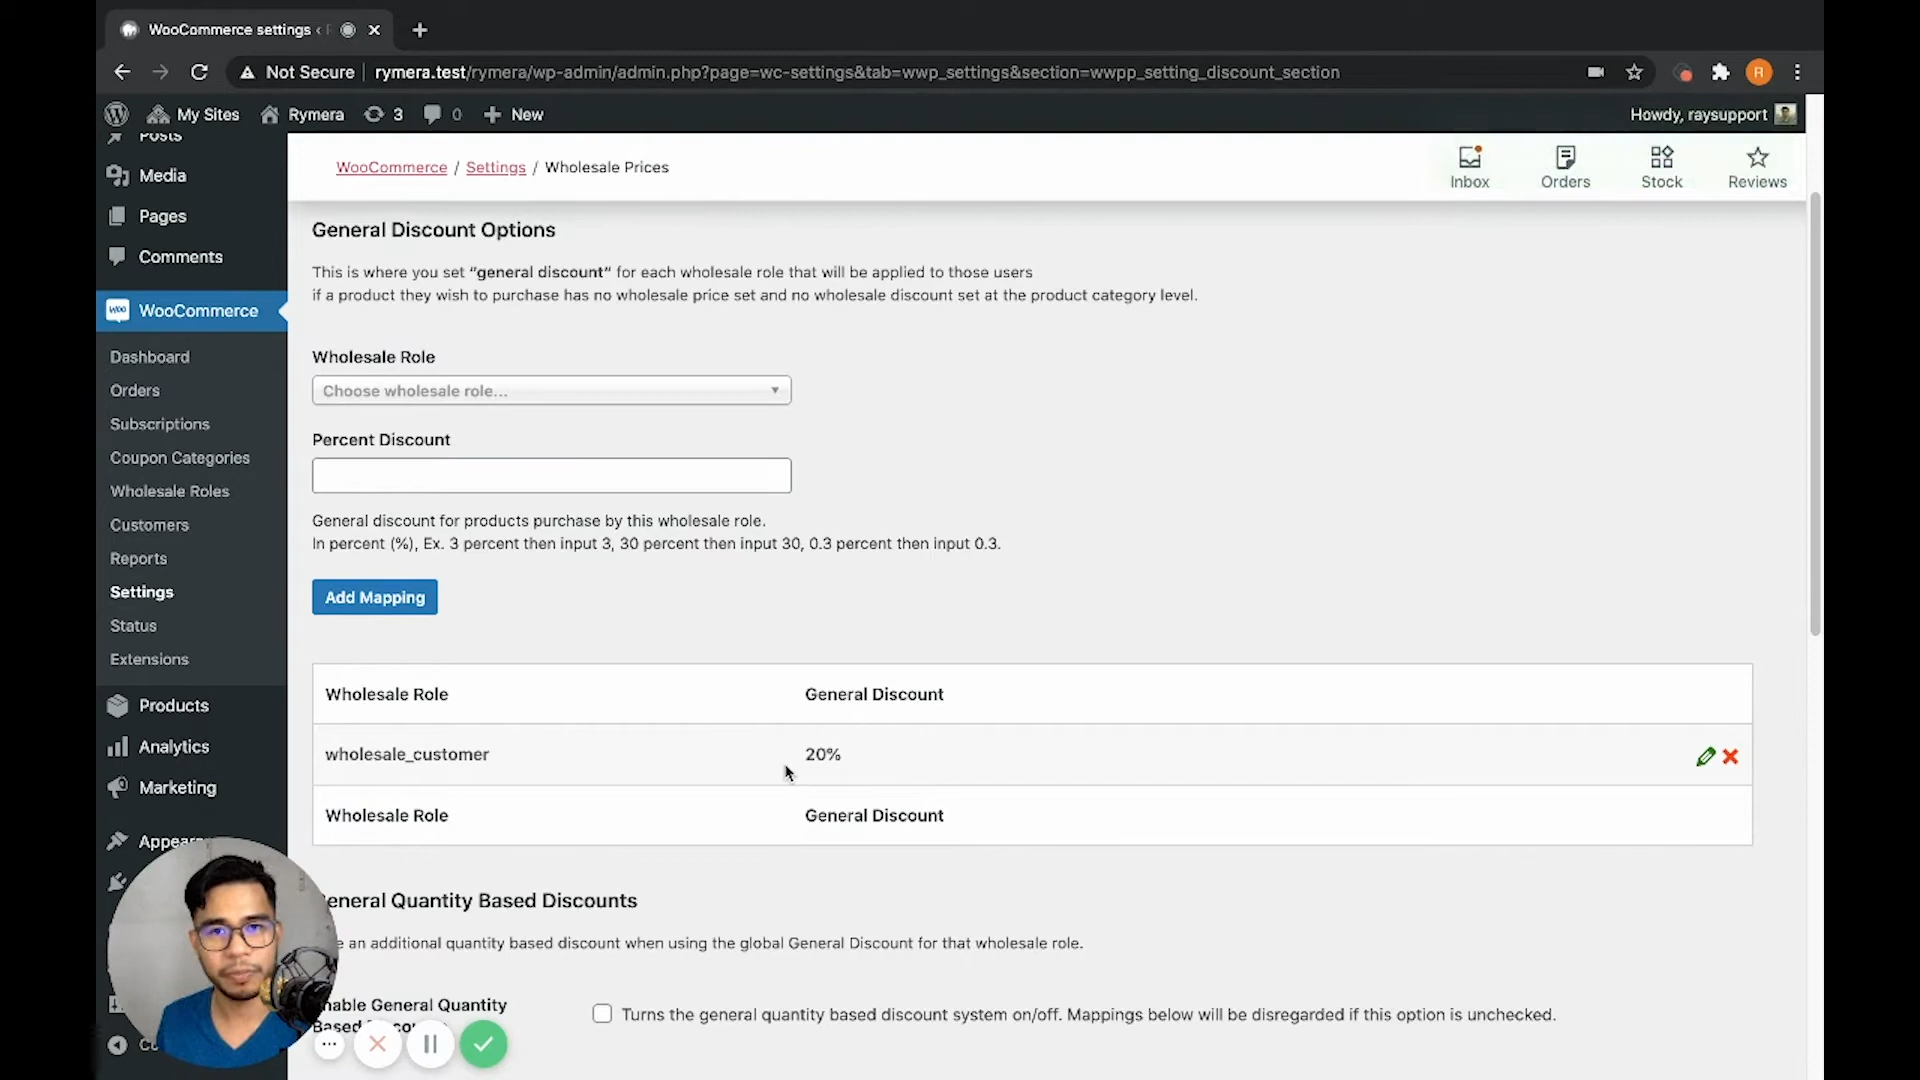 WooCommerce settings ‹
Not Secure
rymera.test/rymera/wp-admin/admin.php?page=wc-settings&tab=wwp_settings&section=wwpp_setting_discount_section
R
My Sites
Rymera
3
0
New
Howdy, raysupport
Posts
Media
Pages
Comments
Woo
WooCommerce
Dashboard
Orders
Subscriptions
Coupon Categories
Wholesale Roles
Customers
Reports
Settings
Status
Extensions
Products
Analytics
Marketing
WooCommerce / Settings / Wholesale Prices
Inbox
Orders
Stock
Reviews
General Discount Options
This is where you set “general discount” for each wholesale role that will be applied to those users
if a product they wish to purchase has no wholesale price set and no wholesale discount set at the product category level.
Wholesale Role
Choose wholesale role...
Percent Discount
General discount for products purchase by this wholesale role.
In percent (%), Ex. 3 percent then input 3, 30 percent then input 30, 0.3 percent then input 0.3.
Add Mapping
Wholesale Role General Discount
wholesale_customer 20%
Wholesale Role General Discount
eneral Quantity Based Discounts
an additional quantity based discount when using the global General Discount for that wholesale role.
nable General Quantity
Based
Turns the general quantity based discount system on/off. Mappings below will be disregarded if this option is unchecked.